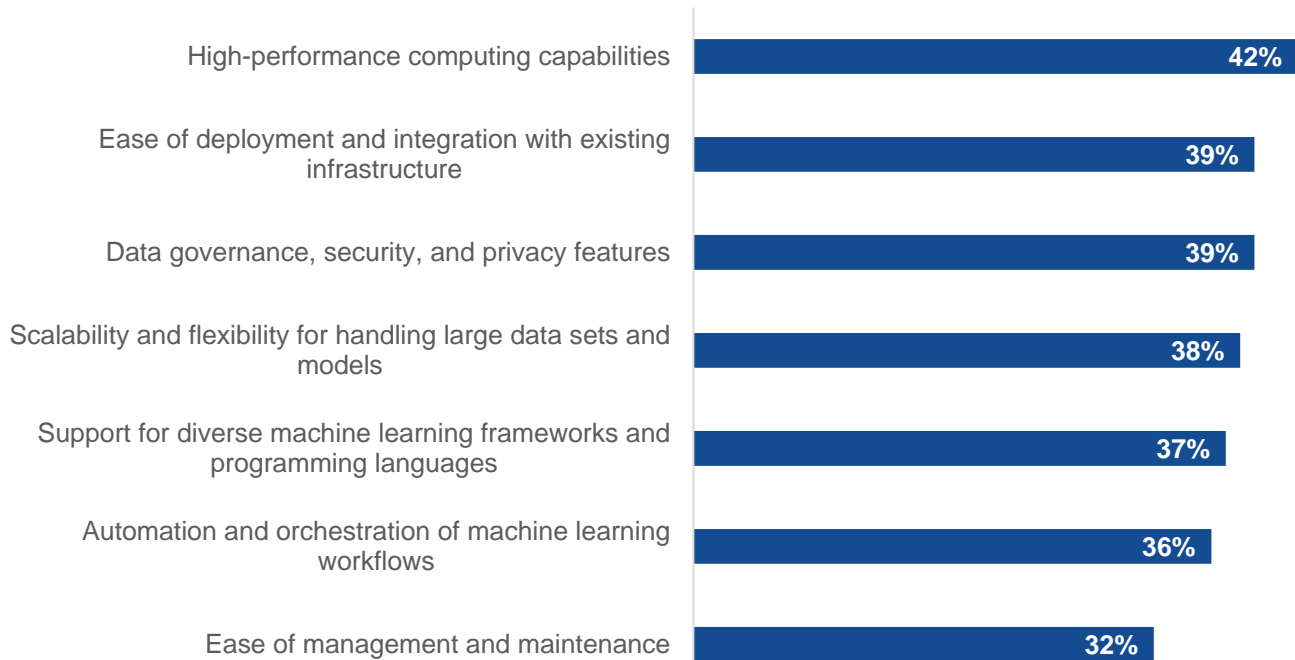 High-performance computing capabilities
42%
Ease of deployment and integration with existing
infrastructure
39%
Data governance, security, and privacy features
39%
Scalability and flexibility for handling large data sets and
models
38%
Support for diverse machine learning frameworks and
programming languages
37%
Automation and orchestration of machine learning
workflows
36%
Ease of management and maintenance
32%